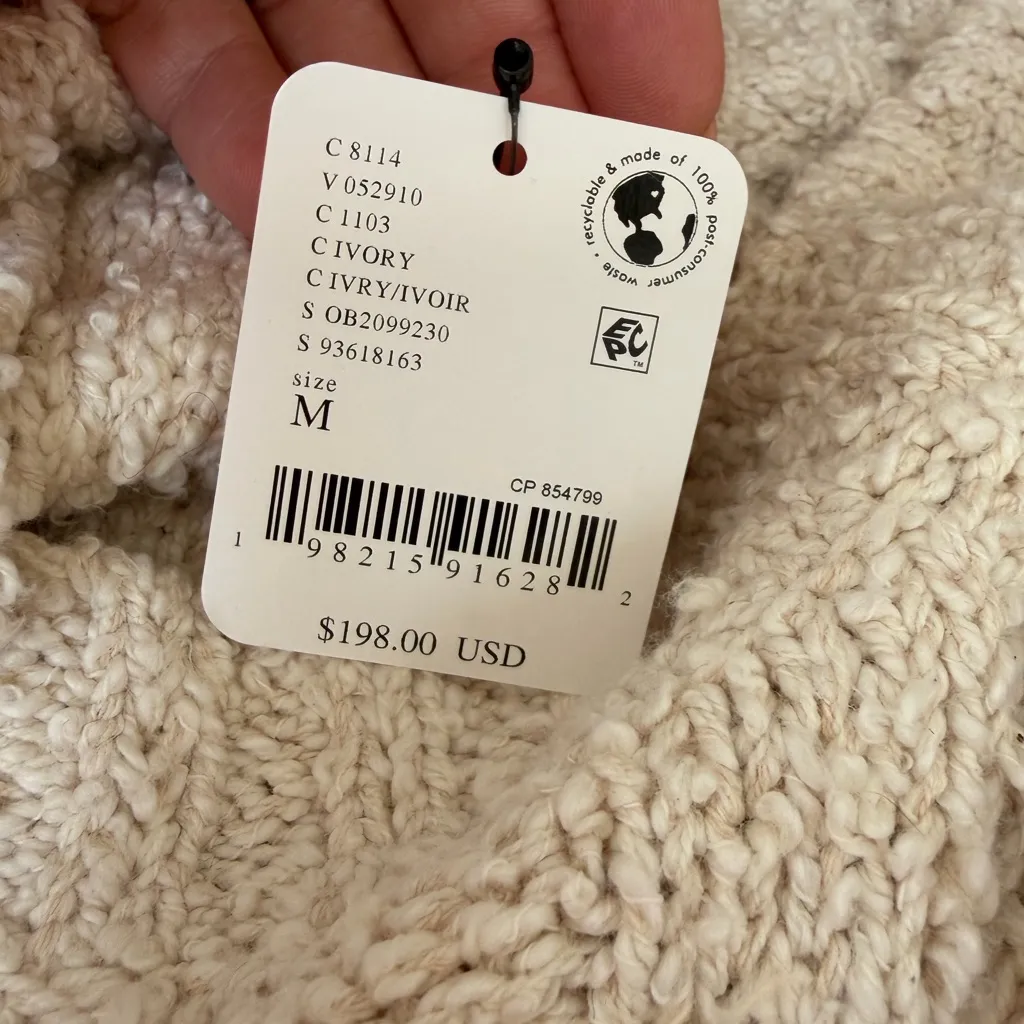 C 8114
V 052910
C 1103
C IVORY
C IVRY/IVOIR
S OB2099230
S 93618163
size
M
recyclable & made of 100% post-consumer waste •
EPC
TM
CP 854799
1 98215 91628 2
$198.00 USD